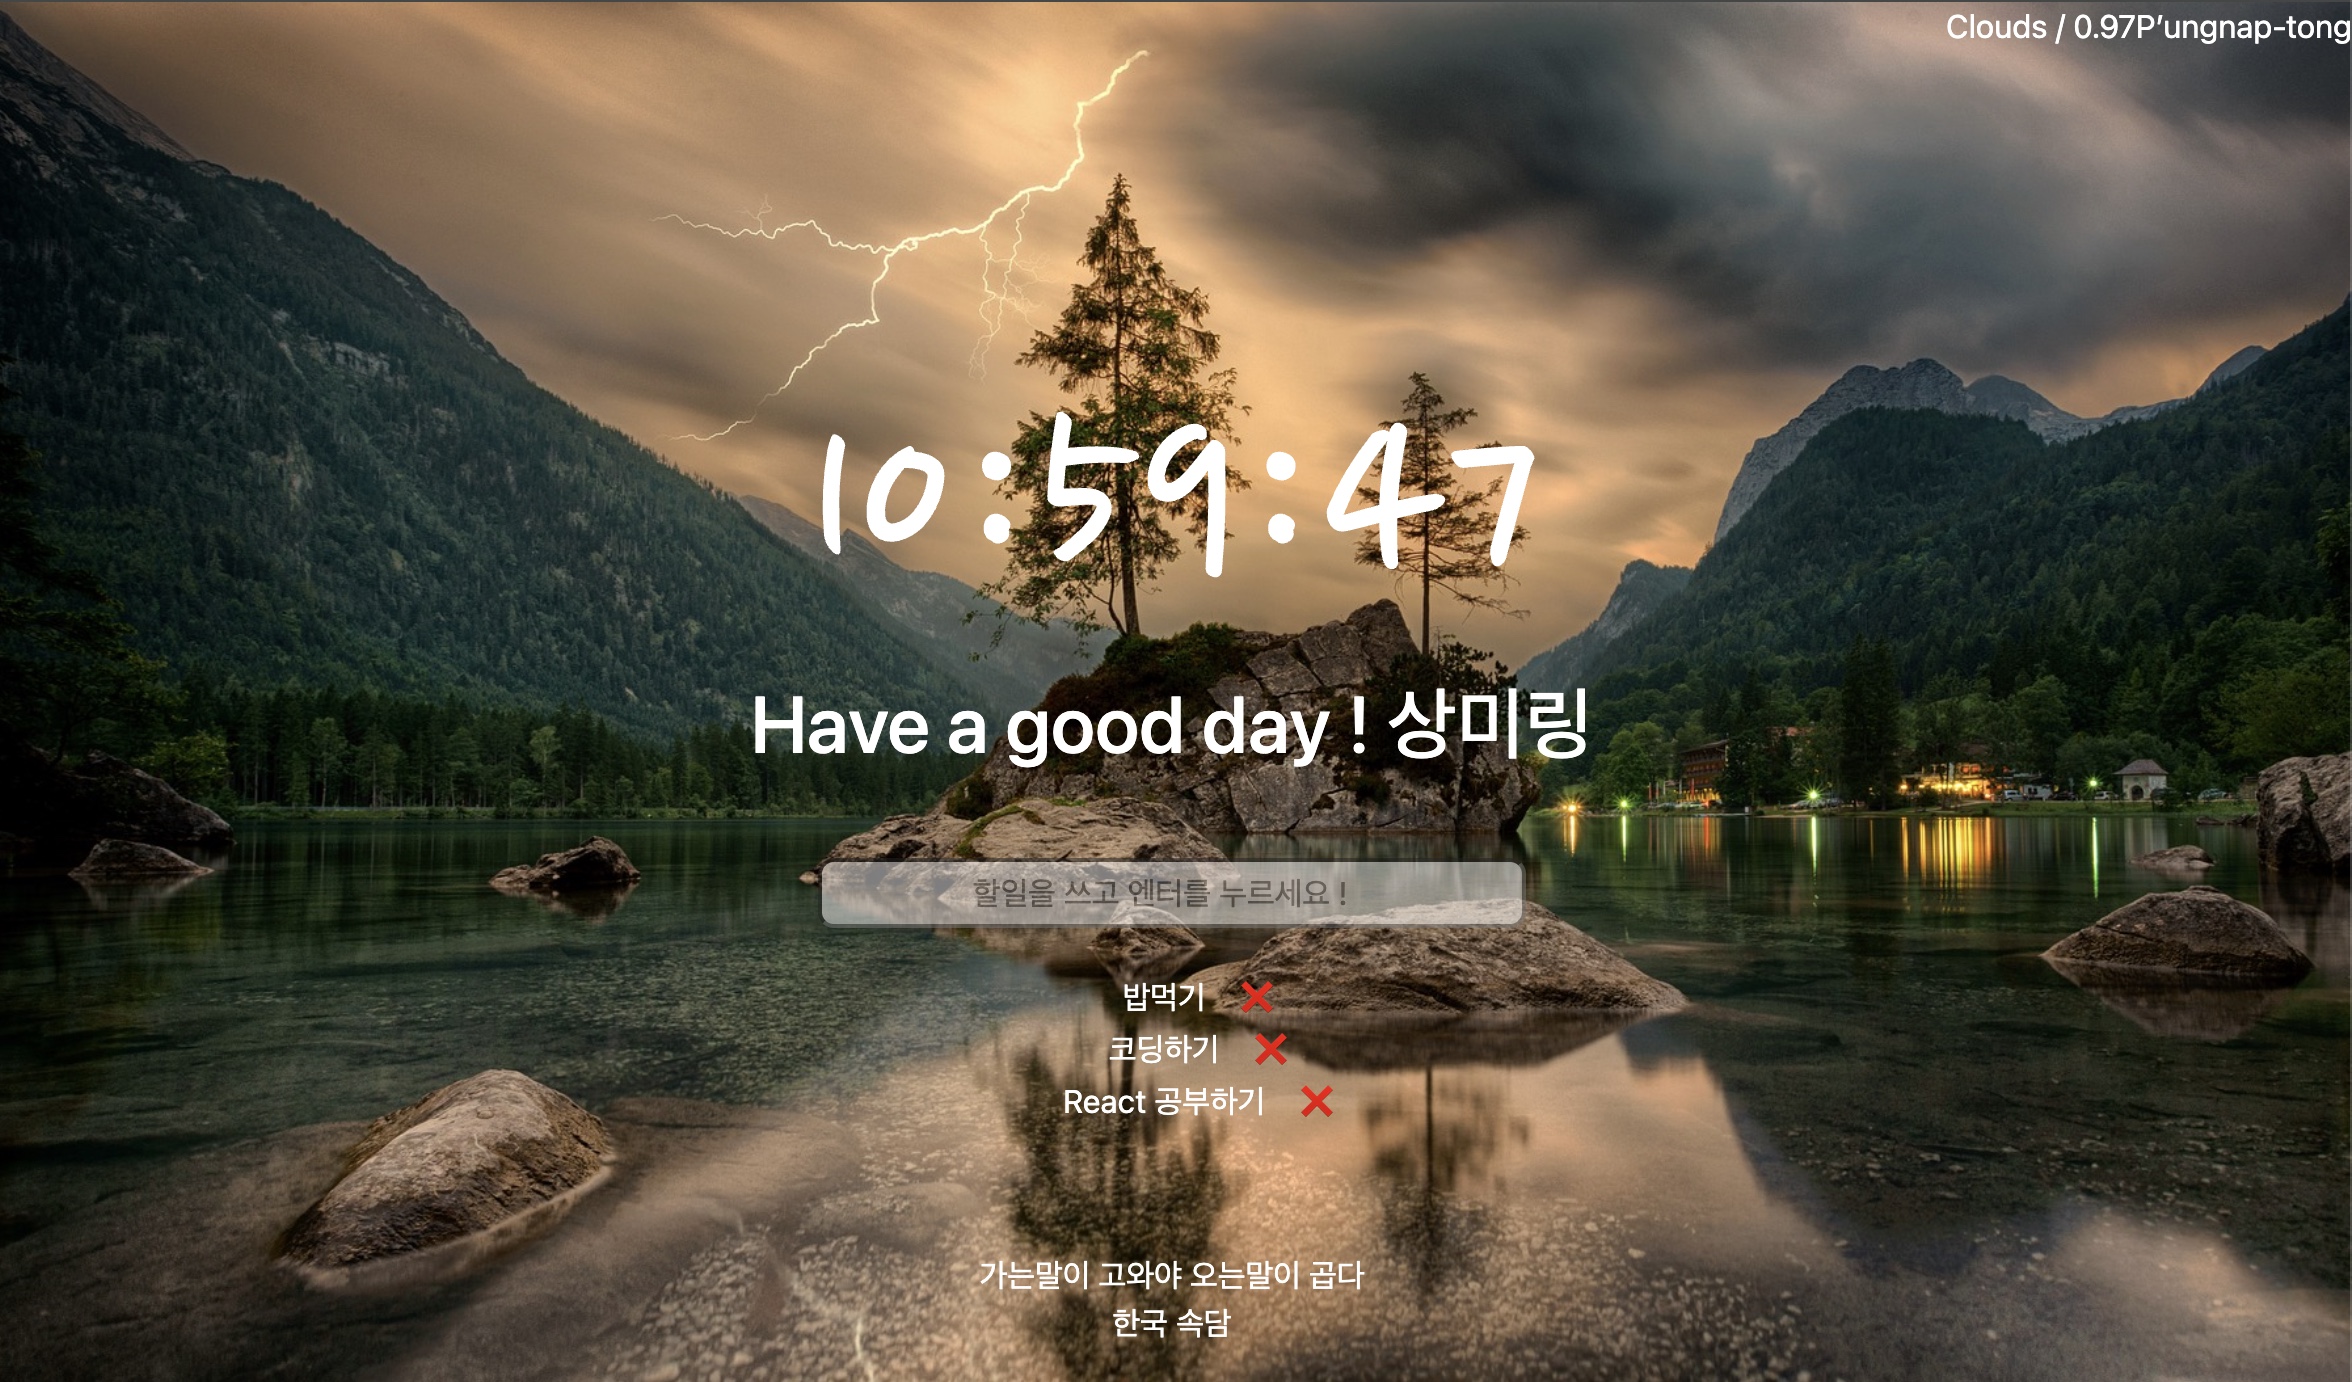 Clouds / 0.97P'ungnap-tong
10:59:47
Have a good day ! 상미링
할일을 쓰고 엔터를 누르세요 !
밥먹기 ❌
코딩하기 ❌
React 공부하기 ❌
가는말이 고와야 오는말이 곱다
한국 속담